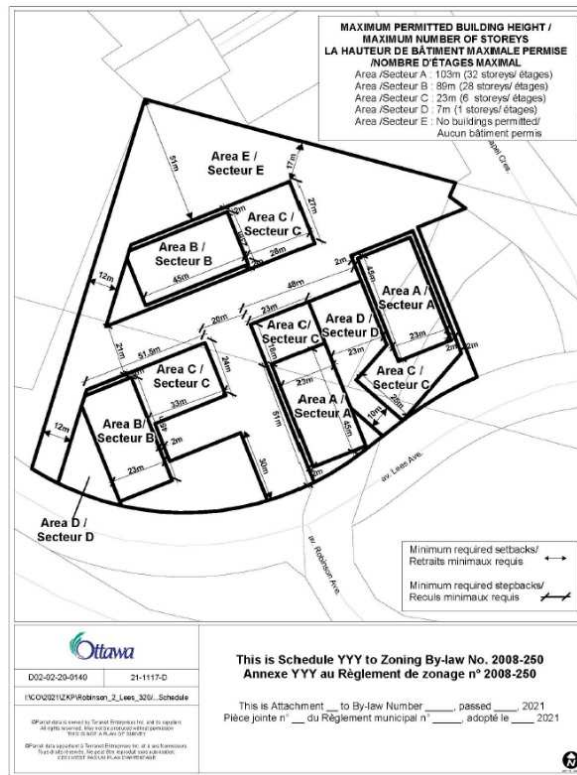 MAXIMUM PERMITTED BUILDING HEIGHT /
MAXIMUM NUMBER OF STOREYS
LA HAUTEUR DE BÂTIMENT MAXIMALE PERMISE
/NOMBRE D'ÉTAGES MAXIMAL
Area /Secteur A : 103m (32 storeys/ étages)
Area /Secteur B : 89m (28 storeys/ étages)
Area /Secteur C : 23m (6 storeys/ étages)
Area /Secteur D : 7m (1 storeys/ étages)
Area /Secteur E : No buildings permitted/
Aucun bâtiment permis
Cres.
51m
Area E /
Secteur E
17m
27m
Area C /
Secteur C
28m
Area B /
Secteur B
45m
12m
2m
48m
45m
Area A /
Secteur A
23m
2m
2m
20m
23m
Area C/
Secteur C
Area D /
Secteur D
23m
21m
51.5m
Area C /
Secteur C
24m
33m
23m
Area A /
Secteur A
51m
45m
Area C /
Secteur C
10m
Area B/
Secteur B
2m
23m
12m
30m
Area D /
Secteur D
av. Lees Ave.
av. Robinson Ave.
Minimum required setbacks/
Retraits minimaux requis
Minimum required stepbacks/
Reculs minimaux requis
Ottawa
D02-02-20-0140
21-1117-D
This is Schedule YYY to Zoning By-law No. 2008-250
Annexe YYY au Règlement de zonage nº 2008-250
This is Attachment __ to By-law Number _____, passed ____, 2021
Pièce jointe nº __ du Règlement municipal nº _____, adopté le ____ 2021
N